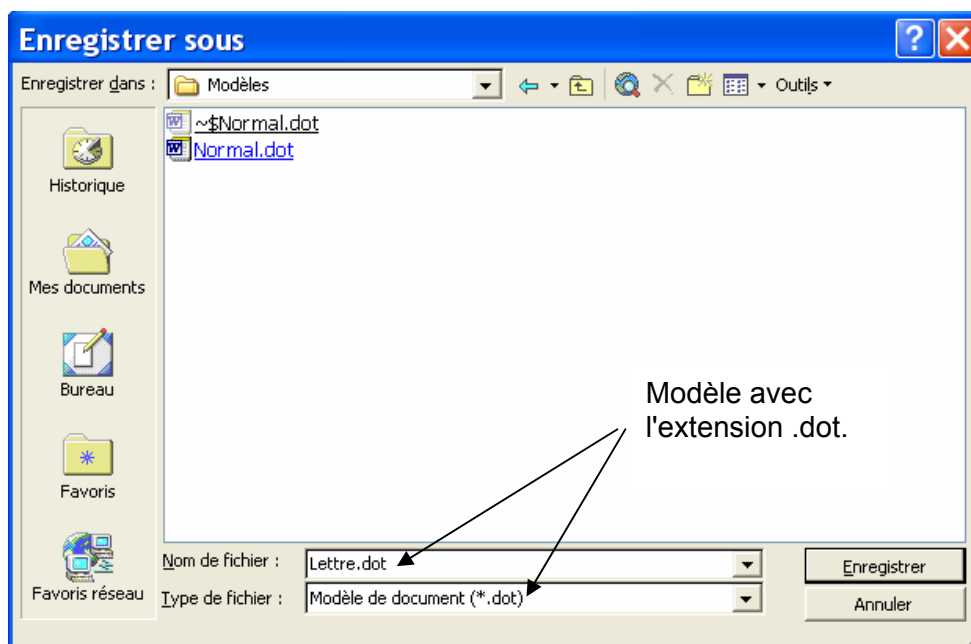 Enregistrer sous
Enregistrer dans :
Modèles
Outils
~$Normal.dot
Normal.dot
Historique
Mes documents
Bureau
Favoris
Favoris réseau
Modèle avec
l'extension .dot.
Nom de fichier :
Lettre.dot
Enregistrer
Type de fichier :
Modèle de document (*.dot)
Annuler